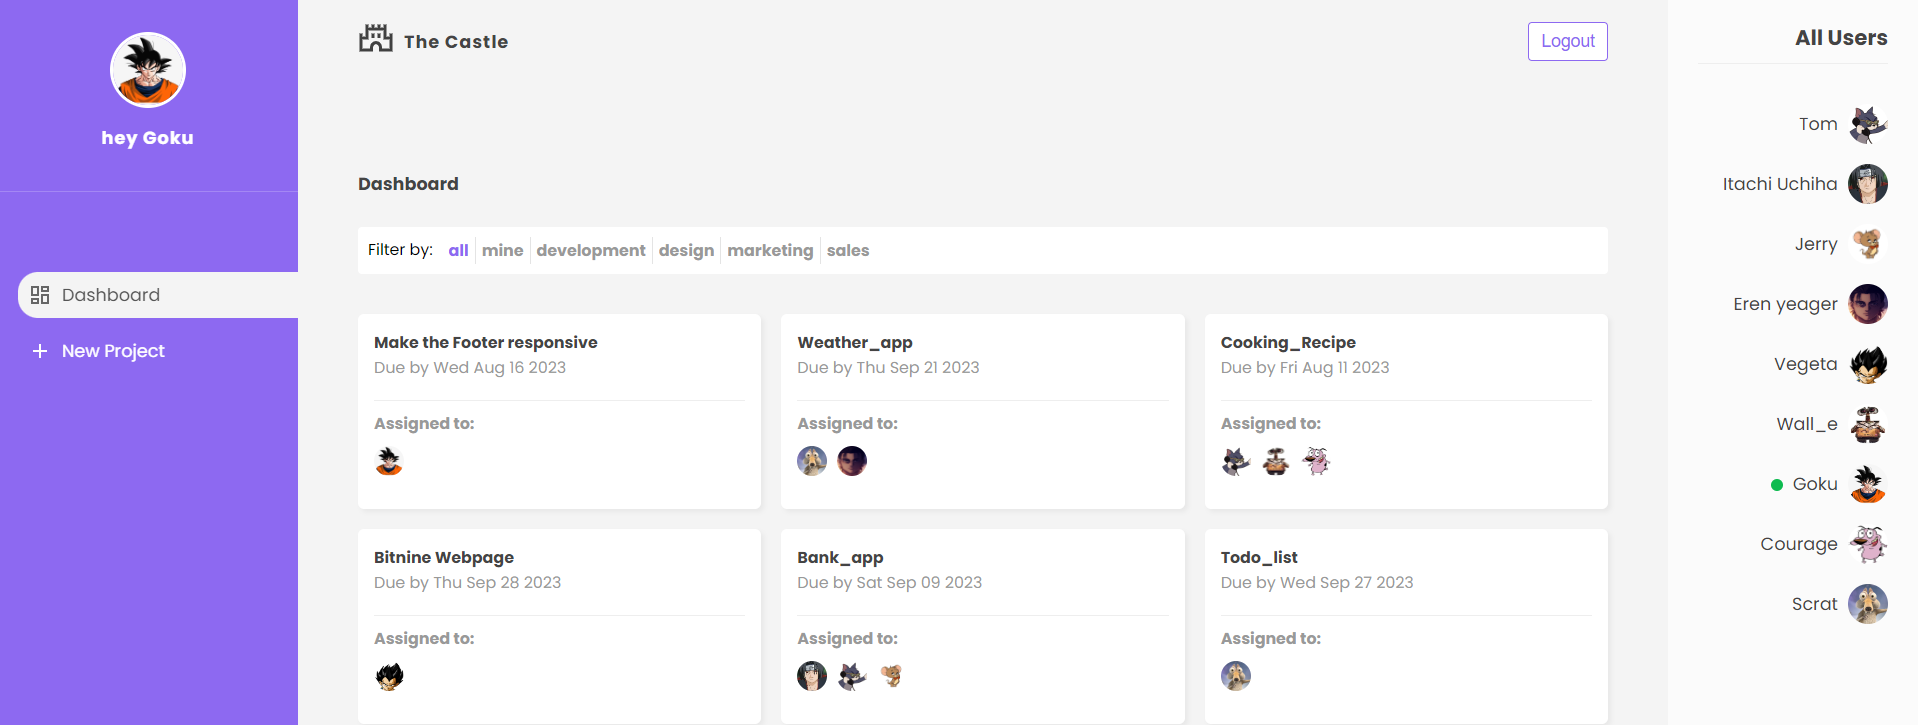 hey Goku
Dashboard
New Project
The Castle
Logout
Dashboard
Filter by: all mine development design marketing sales
Make the Footer responsive
Due by Wed Aug 16 2023
Assigned to:
Weather_app
Due by Thu Sep 21 2023
Assigned to:
Cooking_Recipe
Due by Fri Aug 11 2023
Assigned to:
Bitnine Webpage
Due by Thu Sep 28 2023
Assigned to:
Bank_app
Due by Sat Sep 09 2023
Assigned to:
Todo_list
Due by Wed Sep 27 2023
Assigned to:
All Users
Tom
Itachi Uchiha
Jerry
Eren yeager
Vegeta
Wall_e
Goku
Courage
Scrat